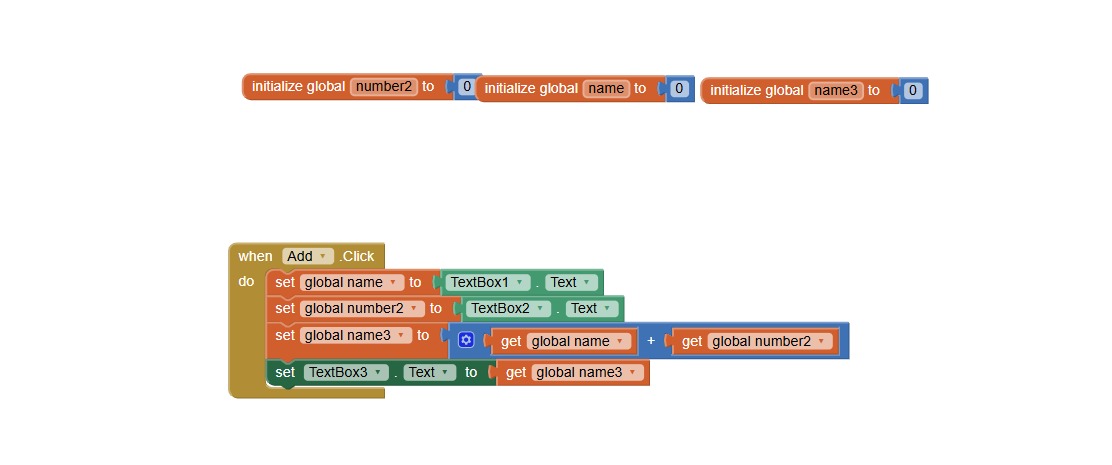 initialize global number2 to 0 initialize global name to 0 initialize global name3 to 0
when Add .Click
do set global name to TextBox1 . Text
set global number2 to TextBox2 . Text
set global name3 to get global name + get global number2
set TextBox3 . Text to get global name3